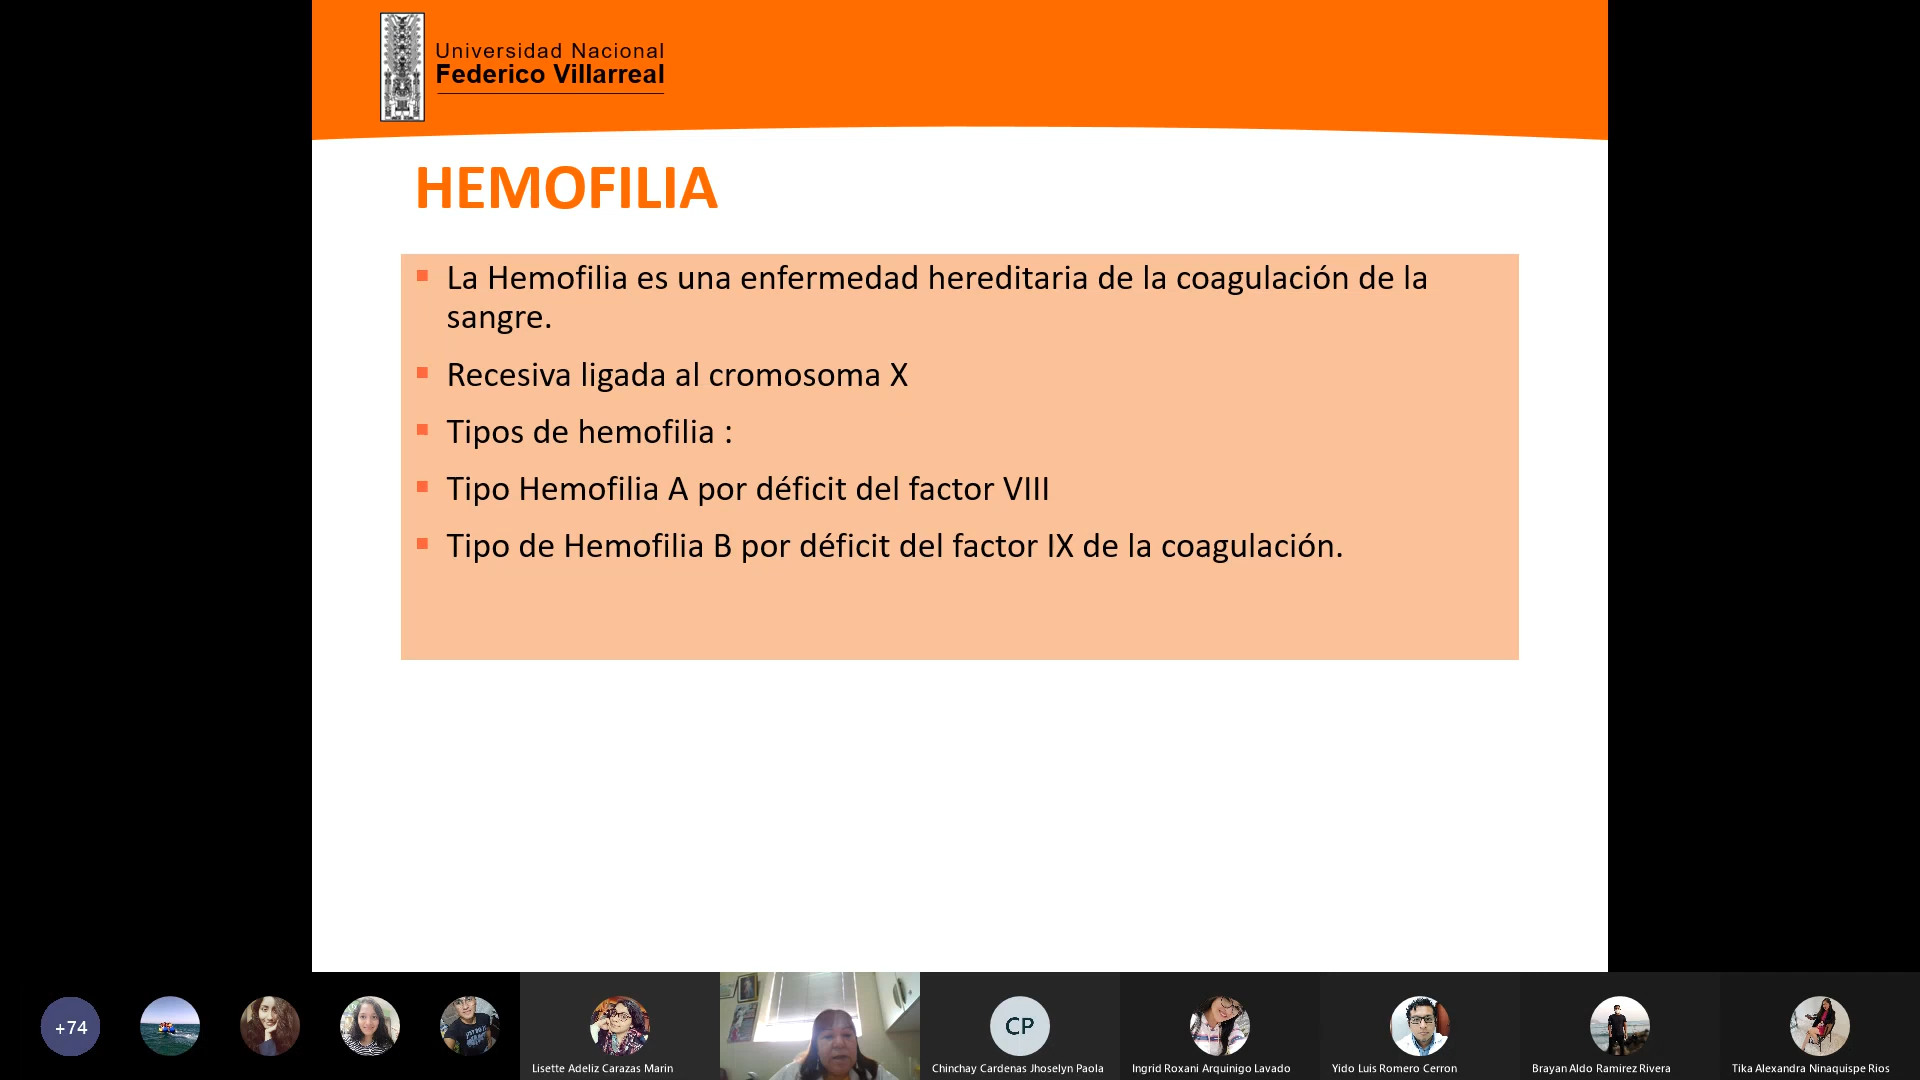 Universidad Nacional
Federico Villarreal
HEMOFILIA
La Hemofilia es una enfermedad hereditaria de la coagulación de la
sangre.
Recesiva ligada al cromosoma X
Tipos de hemofilia :
Tipo Hemofilia A por déficit del factor VIII
Tipo de Hemofilia B por déficit del factor IX de la coagulación.
+74
CP
Lisette Adeliz Carazas Marin
Chinchay Cardenas Jhoselyn Paola
Ingrid Roxani Arquinigo Lavado
Yido Luis Romero Cerron
Brayan Aldo Ramirez Rivera
Tika Alexandra Ninaquispe Rios